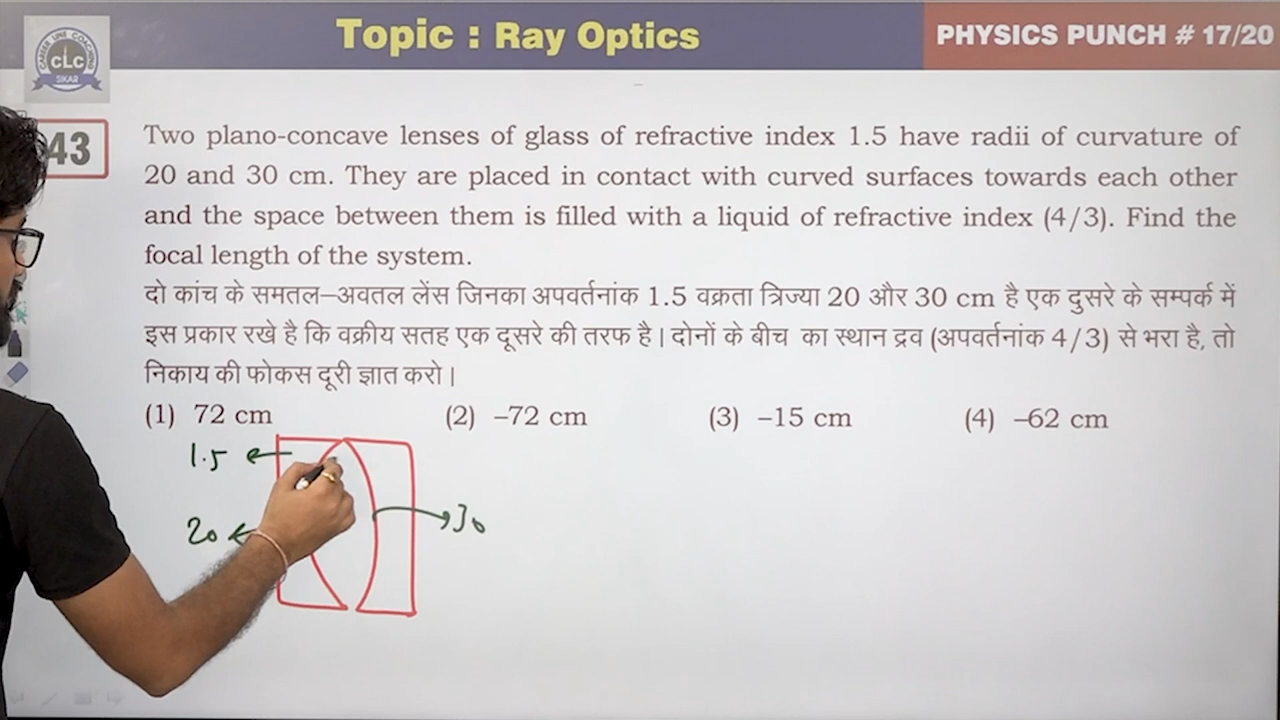 Topic : Ray Optics
PHYSICS PUNCH # 17/20
CAREER LINE COACHING
CLC
SIKAR
43
Two plano-concave lenses of glass of refractive index 1.5 have radii of curvature of
20 and 30 cm. They are placed in contact with curved surfaces towards each other
and the space between them is filled with a liquid of refractive index (4/3). Find the
focal length of the system.
दो कांच के समतल–अवतल लेंस जिनका अपवर्तनांक 1.5 वक्रता त्रिज्या 20 और 30 cm है एक दुसरे के सम्पर्क में
इस प्रकार रखे है कि वक्रीय सतह एक दूसरे की तरफ है। दोनों के बीच का स्थान द्रव (अपवर्तनांक 4/3) से भरा है, तो
निकाय की फोकस दूरी ज्ञात करो।
(1) 72 cm (2) –72 cm (3) –15 cm (4) –62 cm
1.5
20
30